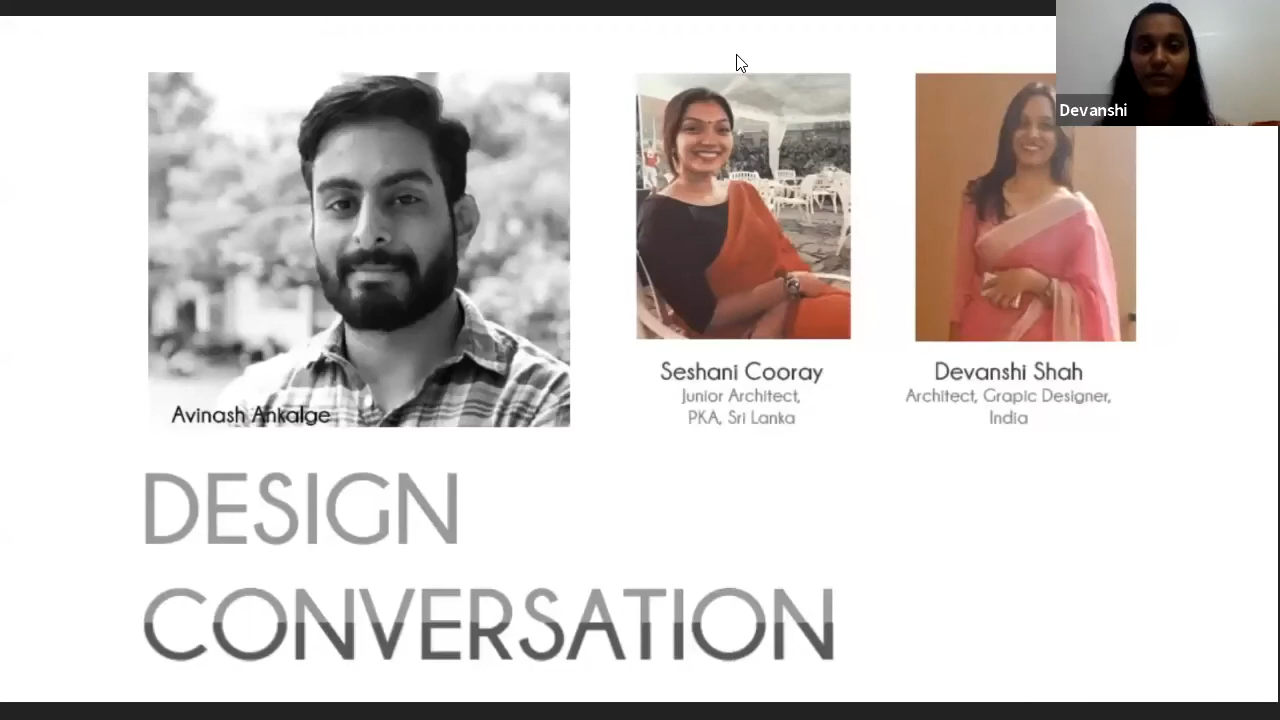 Devanshi
Avinash Ankalge
Seshani Cooray
Junior Architect,
PKA, Sri Lanka
Devanshi Shah
Architect, Grapic Designer,
India
DESIGN
CONVERSATION